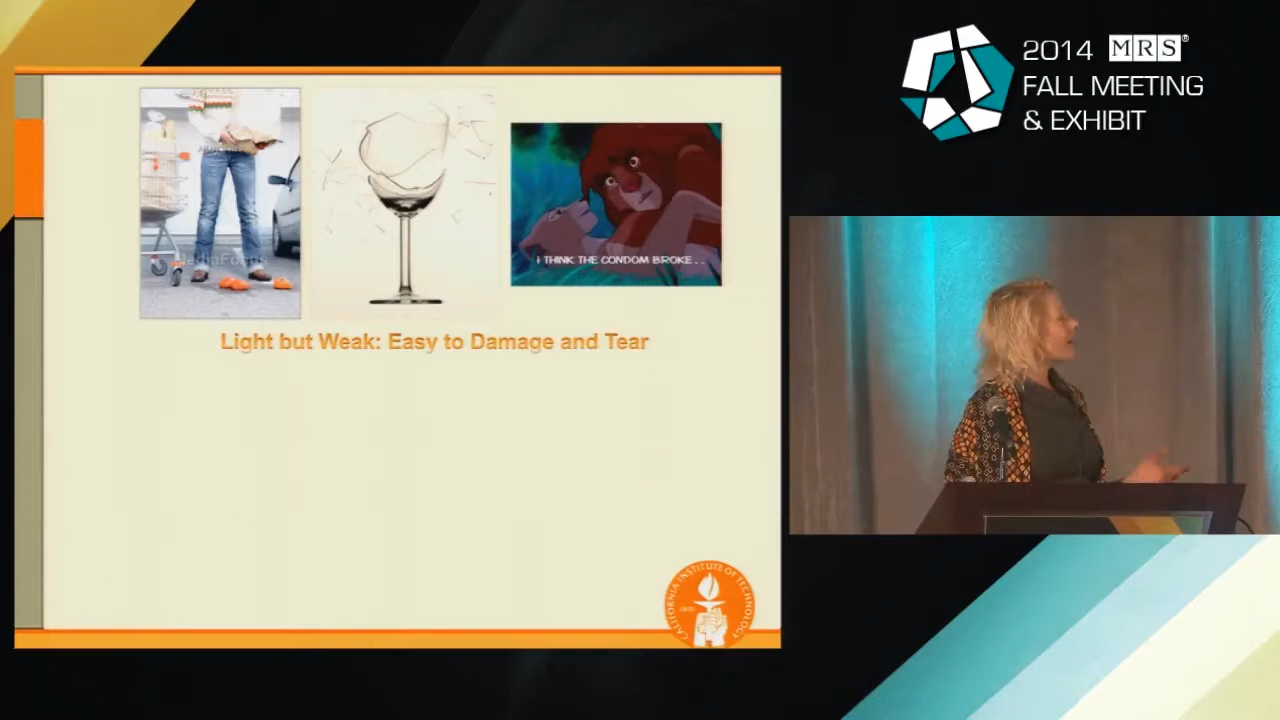 2014 MRS®
FALL MEETING
& EXHIBIT
I THINK THE CONDOM BROKE..
Light but Weak: Easy to Damage and Tear
CALIFORNIA INSTITUTE OF TECHNOLOGY